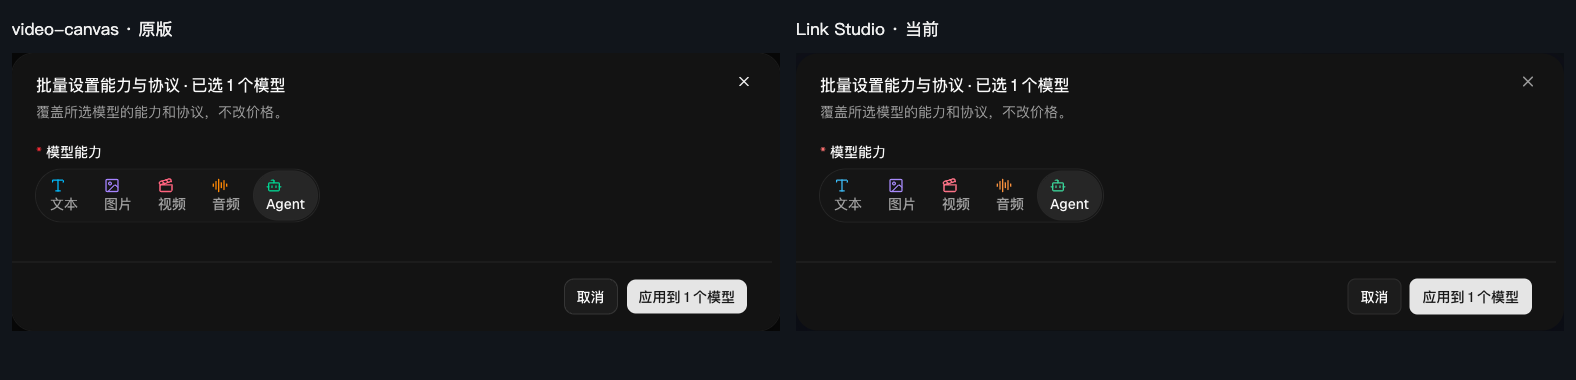 video-canvas · 原版
批量设置能力与协议 · 已选 1 个模型
覆盖所选模型的能力和协议，不改价格。
* 模型能力
文本 图片 视频 音频 Agent
取消 应用到 1 个模型
Link Studio · 当前
批量设置能力与协议 · 已选 1 个模型
覆盖所选模型的能力和协议，不改价格。
* 模型能力
文本 图片 视频 音频 Agent
取消 应用到 1 个模型